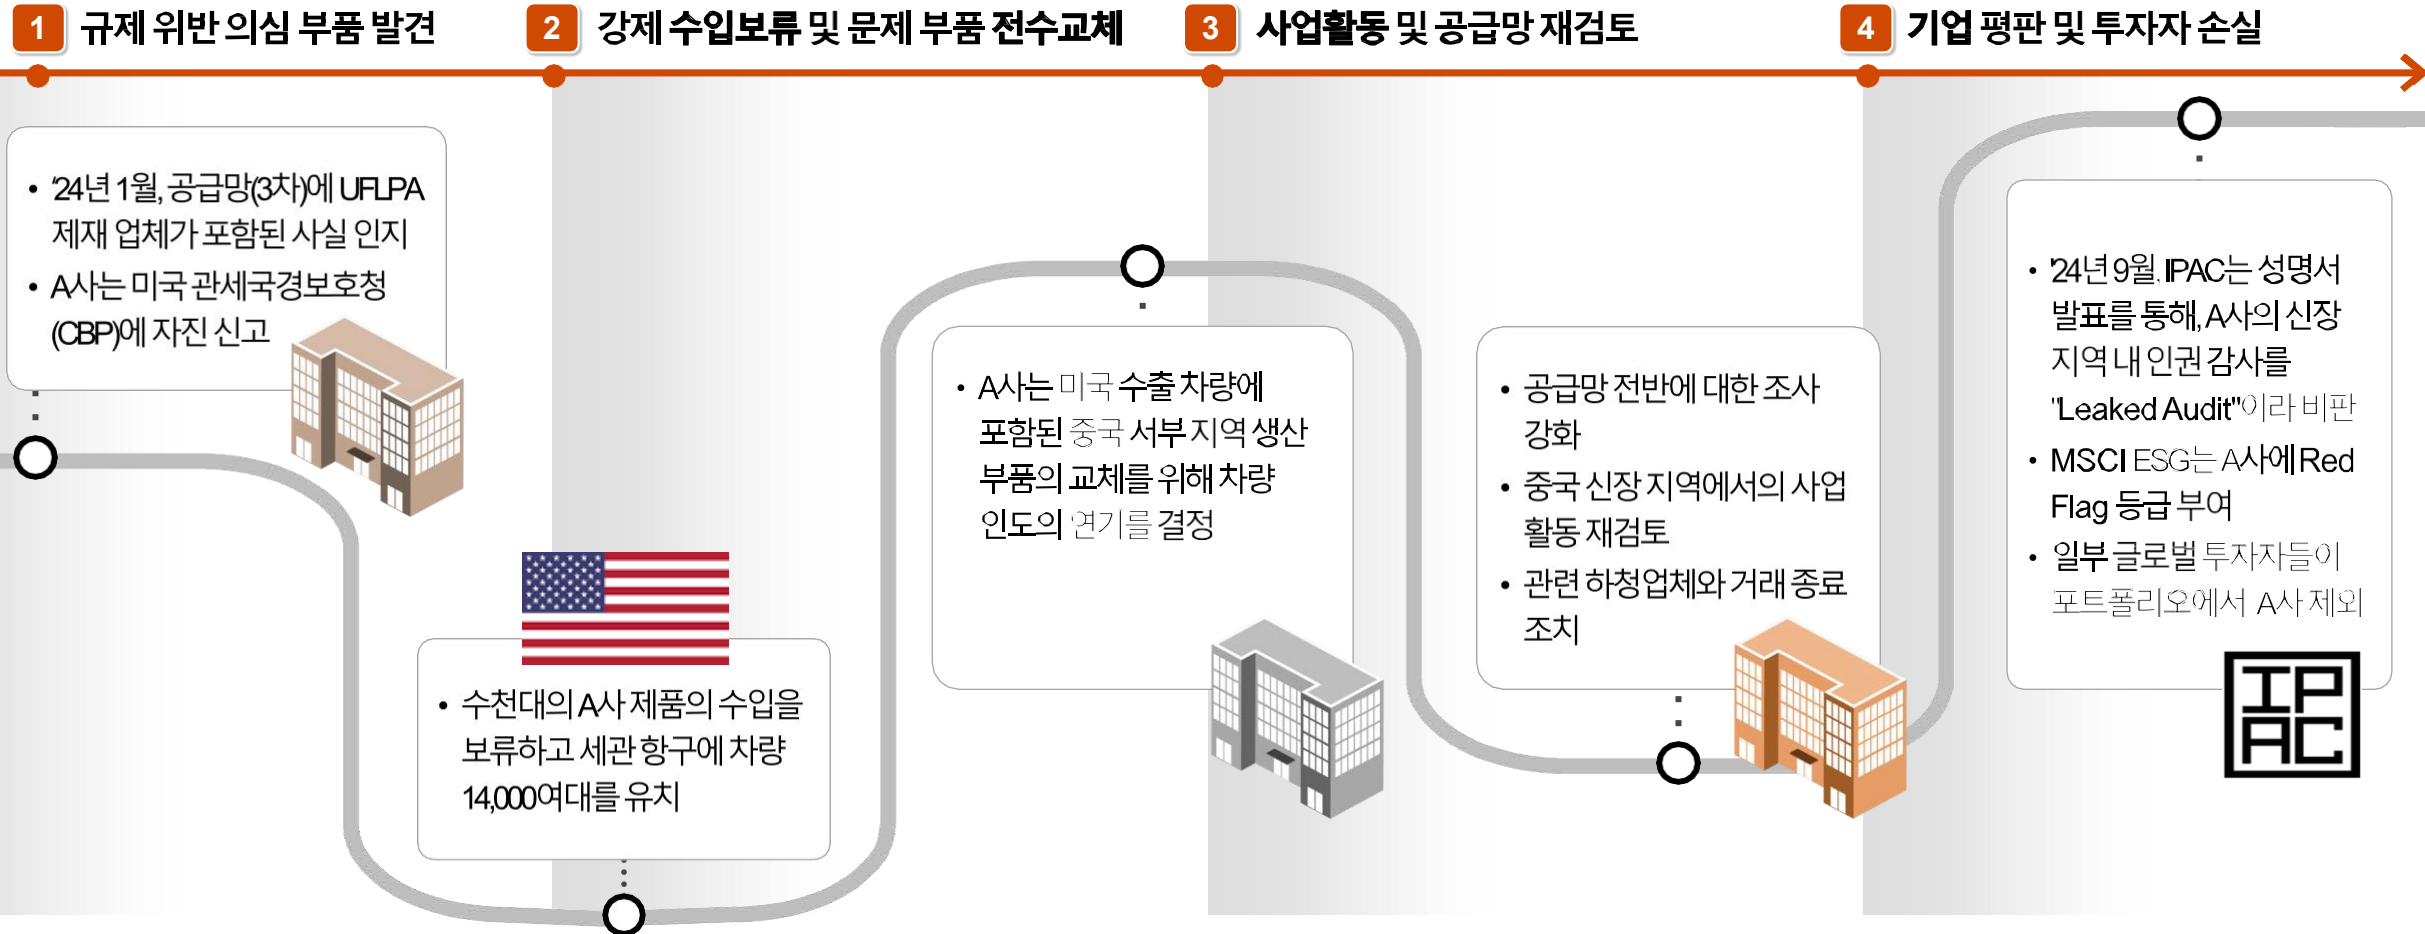 1 규제 위반 의심 부품 발견
2 강제 수입보류 및 문제 부품 전수교체
3 사업활동 및 공급망 재검토
4 기업 평판 및 투자자 손실
• '24년 1월, 공급망(3차)에 UFLPA
제재 업체가 포함된 사실 인지
• A사는 미국 관세국경보호청
(CBP)에 자진 신고
• 수천대의 A사 제품의 수입을
보류하고 세관 항구에 차량
14,000여대를 유치
• A사는 미국 수출 차량에
포함된 중국 서부 지역 생산
부품의 교체를 위해 차량
인도의 연기를 결정
• 공급망 전반에 대한 조사
강화
• 중국 신장 지역에서의 사업
활동 재검토
• 관련 하청업체와 거래 종료
조치
• '24년 9월, IPAC는 성명서
발표를 통해, A사의 신장
지역 내 인권 감사를
"Leaked Audit"이라 비판
• MSCI ESG는 A사에 Red
Flag 등급 부여
• 일부 글로벌 투자자들이
포트폴리오에서 A사 제외
IP
AC